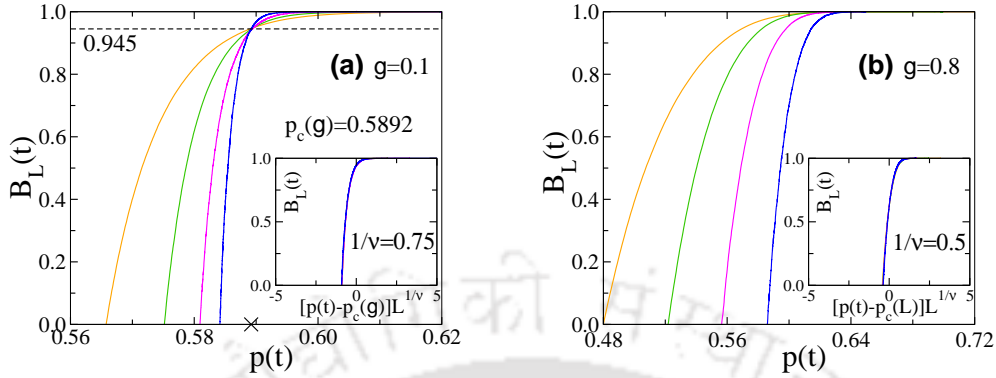 B_L(t)
1.0
0.8
0.6
0.4
0.2
0.0
0.945
(a) g=0.1
p_c(g)=0.5892
B_L(t)
1.0
0.5
0.0
1/ν=0.75
-5 0 5
[p(t)-p_c(g)]L^{1/ν}
0.56 0.58 0.60 0.62
p(t)
B_L(t)
1.0
0.8
0.6
0.4
0.2
0.0
(b) g=0.8
B_L(t)
1.0
0.5
0.0
1/ν=0.5
-5 0 5
[p(t)-p_c(L)]L^{1/ν}
0.48 0.56 0.64 0.72
p(t)